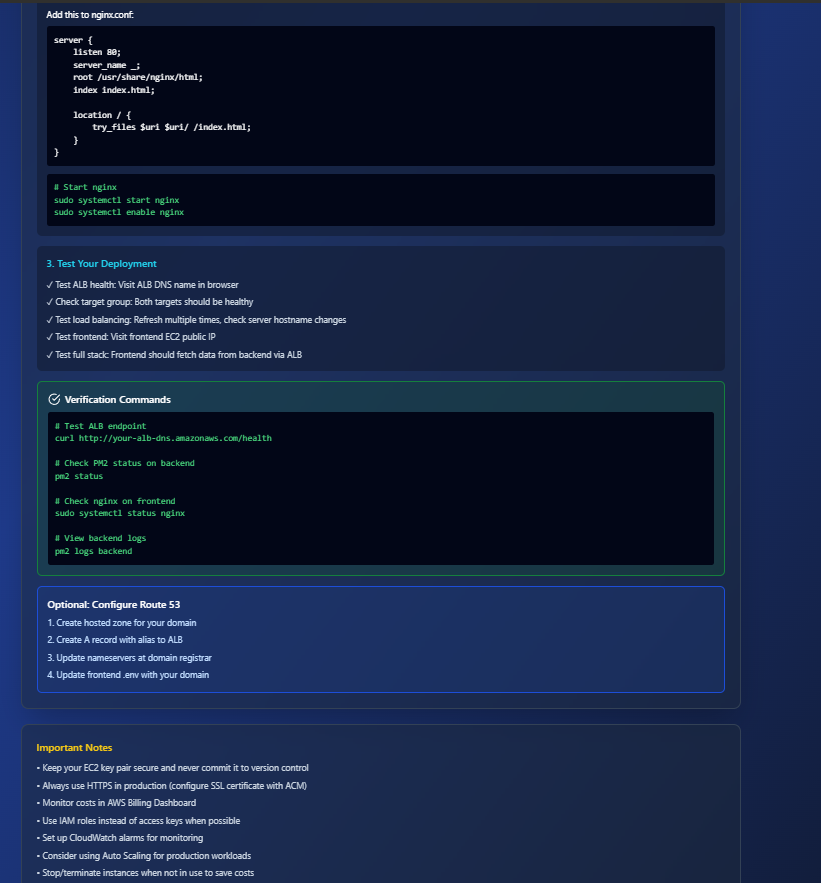 Add this to nginx.conf:
server {
    listen 80;
    server_name _;
    root /usr/share/nginx/html;
    index index.html;

    location / {
        try_files $uri $uri/ /index.html;
    }
}
# Start nginx
sudo systemctl start nginx
sudo systemctl enable nginx
3. Test Your Deployment
✓ Test ALB health: Visit ALB DNS name in browser
✓ Check target group: Both targets should be healthy
✓ Test load balancing: Refresh multiple times, check server hostname changes
✓ Test frontend: Visit frontend EC2 public IP
✓ Test full stack: Frontend should fetch data from backend via ALB
Verification Commands
# Test ALB endpoint
curl http://your-alb-dns.amazonaws.com/health

# Check PM2 status on backend
pm2 status

# Check nginx on frontend
sudo systemctl status nginx

# View backend logs
pm2 logs backend
Optional: Configure Route 53
1. Create hosted zone for your domain
2. Create A record with alias to ALB
3. Update nameservers at domain registrar
4. Update frontend .env with your domain
Important Notes
• Keep your EC2 key pair secure and never commit it to version control
• Always use HTTPS in production (configure SSL certificate with ACM)
• Monitor costs in AWS Billing Dashboard
• Use IAM roles instead of access keys when possible
• Set up CloudWatch alarms for monitoring
• Consider using Auto Scaling for production workloads
• Stop/terminate instances when not in use to save costs